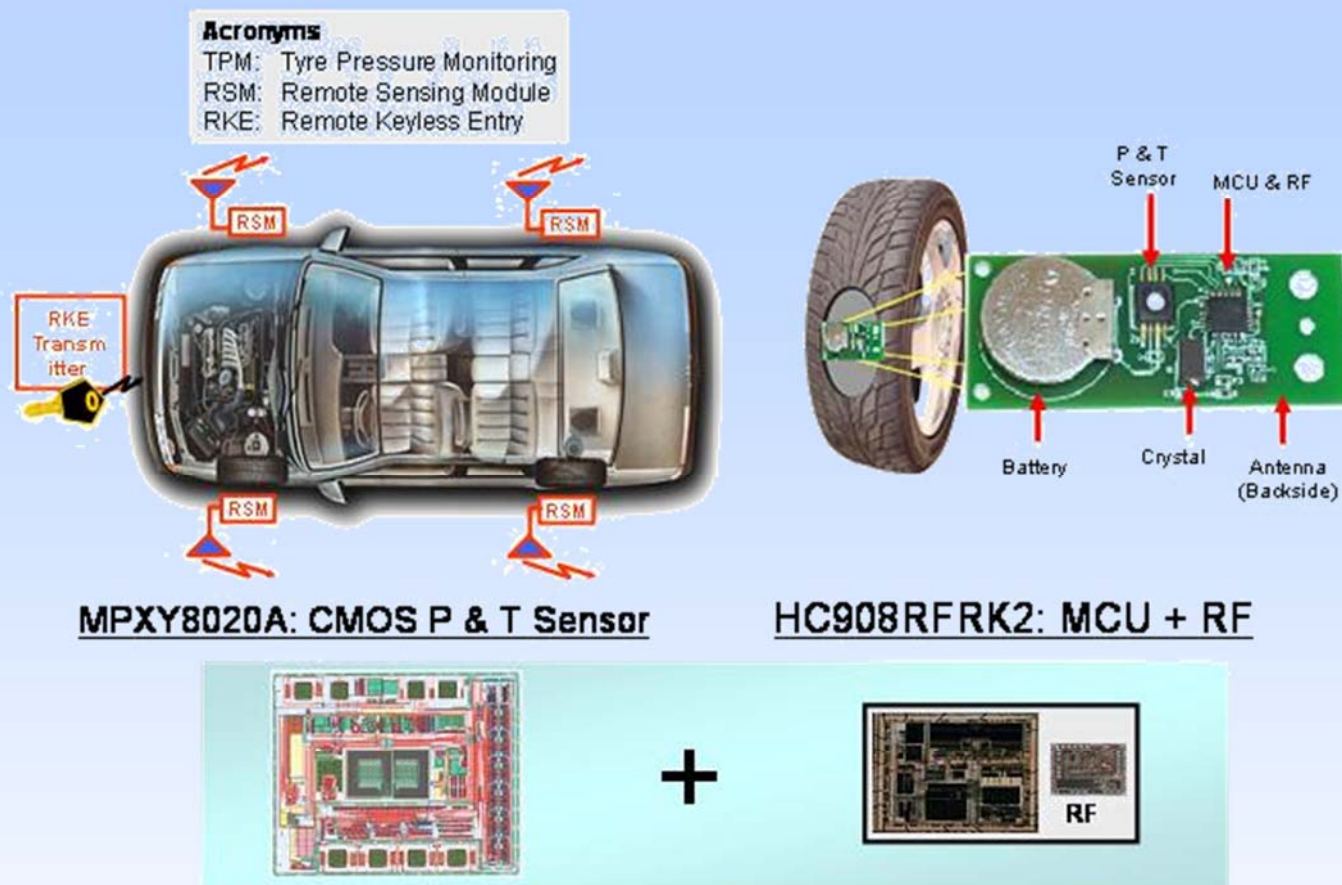 Acronyms
TPM: Tyre Pressure Monitoring
RSM: Remote Sensing Module
RKE: Remote Keyless Entry
RSM
RSM
RKE
Transm
itter
RSM
RSM
P & T
Sensor
MCU & RF
Battery
Crystal
Antenna
(Backside)
MPXY8020A: CMOS P & T Sensor
HC908RFRK2: MCU + RF
+
RF